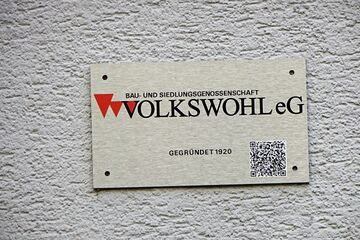 BAU- UND SIEDLUNGSGENOSSENSCHAFT
VOLKSWOHL eG
GEGRÜNDET 1920